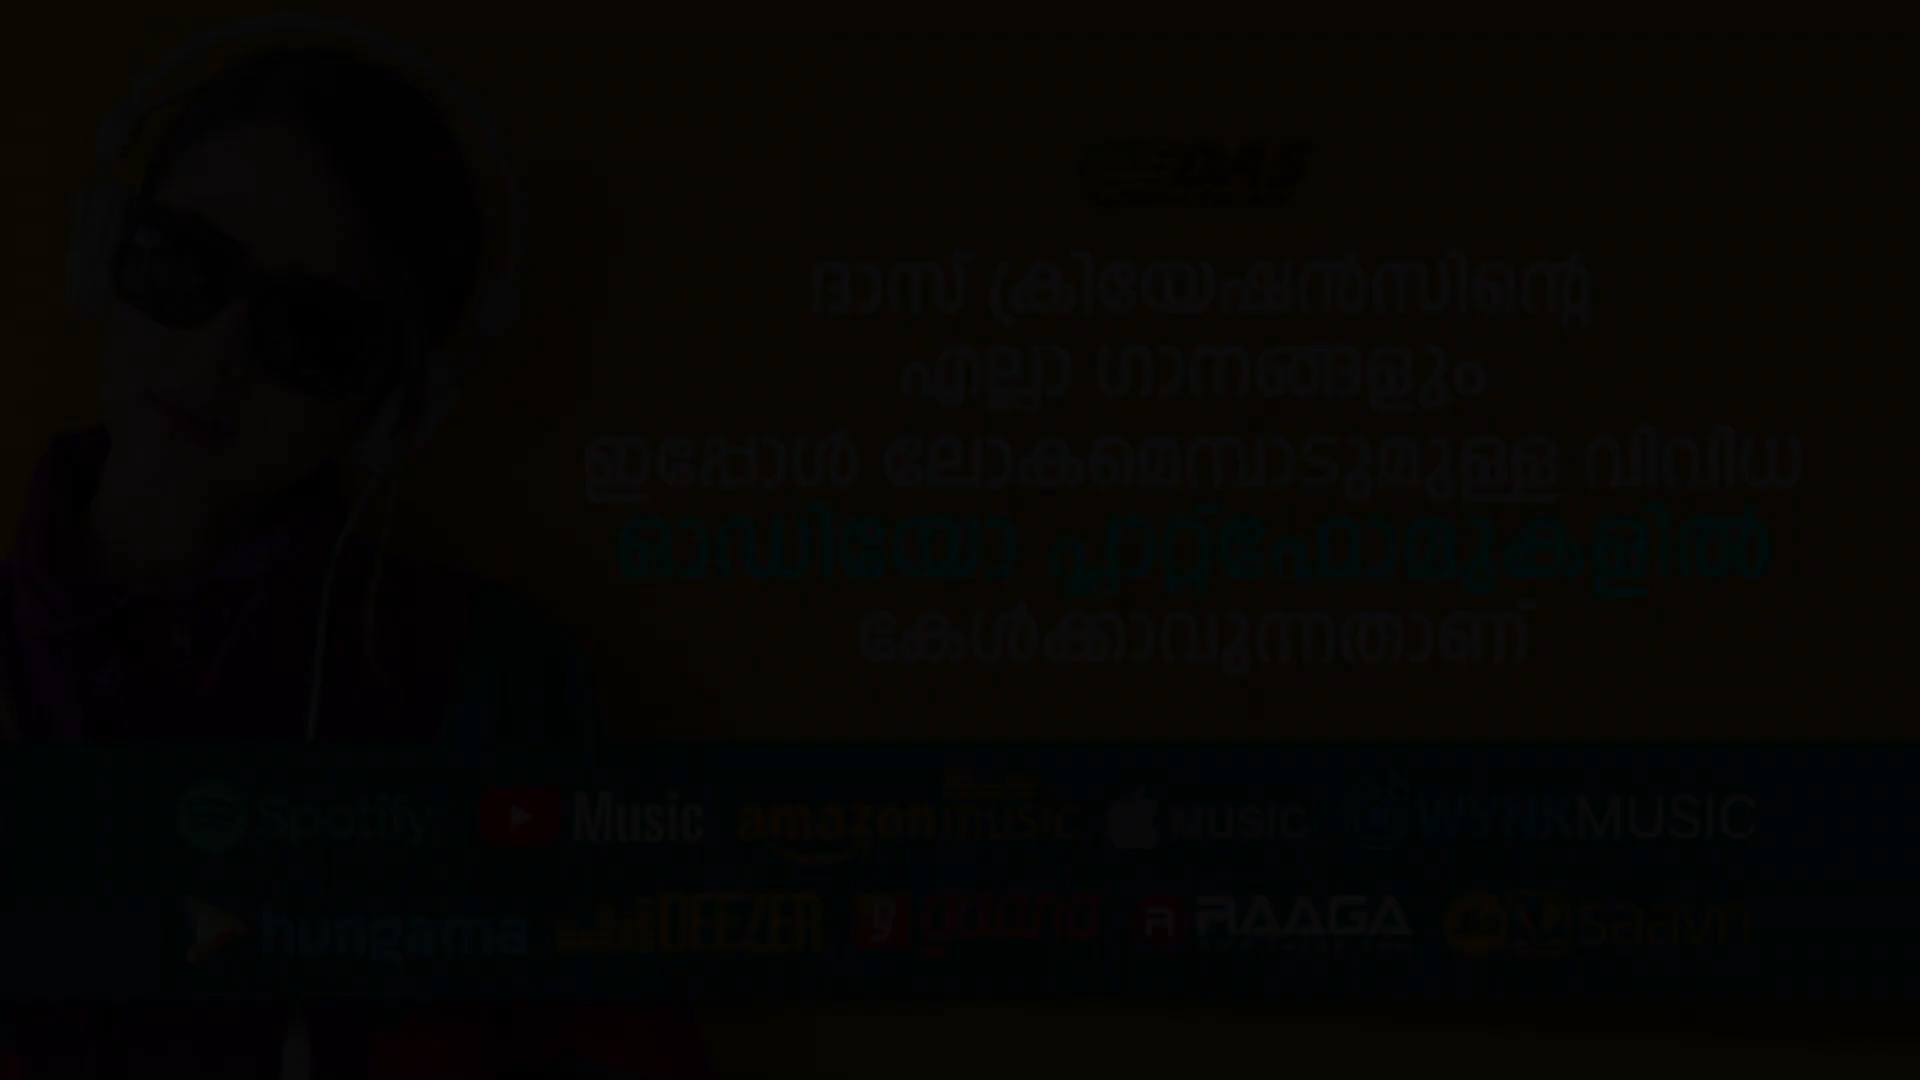 DAS
ദാസ് ക്രിയേഷൻസിന്റെ
എല്ലാ ഗാനങ്ങളും
ഇപ്പോൾ ലോകമെമ്പാടുമുള്ള വിവിധ
ഓഡിയോ പ്ലാറ്റ്ഫോമുകളിൽ
കേൾക്കാവുന്നതാണ്
Spotify Music amazon music MUSIC WYNKMUSIC
hungama DEEZER gaana RAAGA saavn